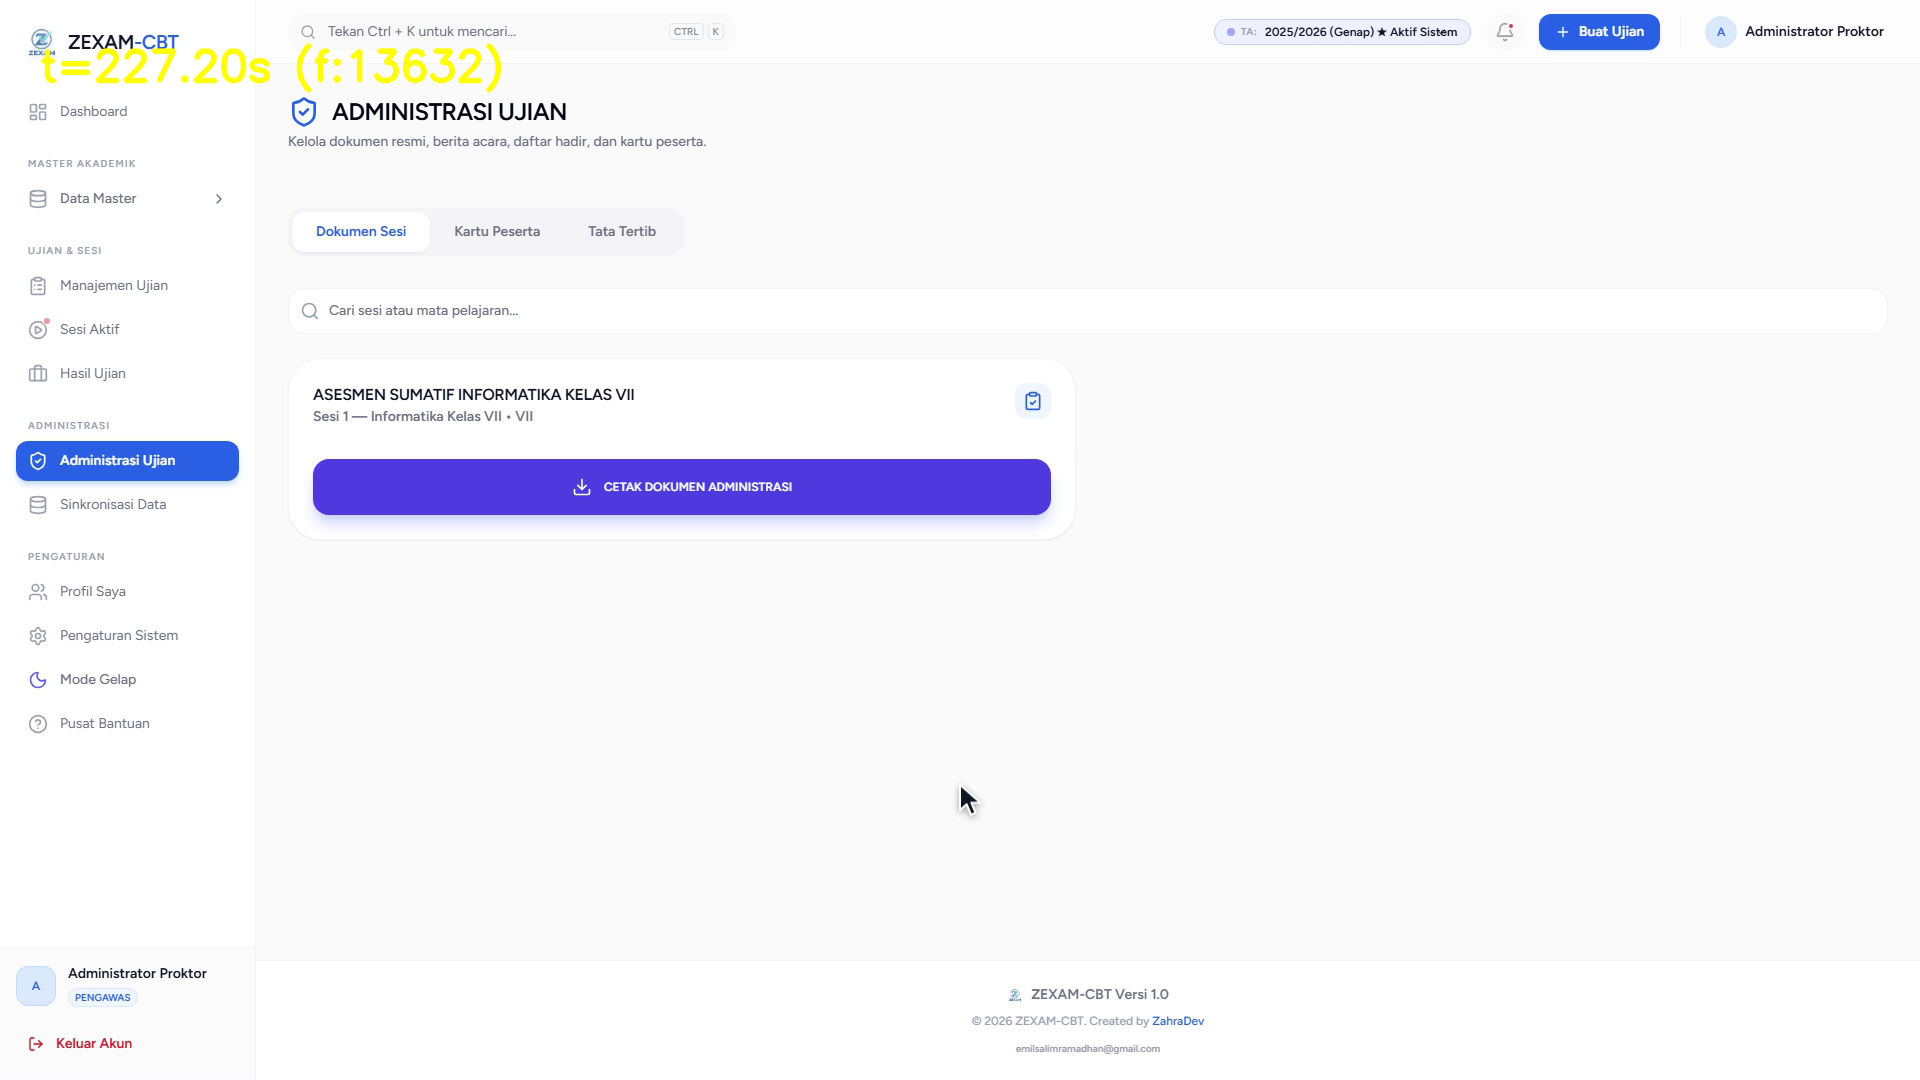 ZEXAM-CBT
t=227.20s (f:13632)
Dashboard
MASTER AKADEMIK
Data Master
UJIAN & SESI
Manajemen Ujian
Sesi Aktif
Hasil Ujian
ADMINISTRASI
Administrasi Ujian
Sinkronisasi Data
PENGATURAN
Profil Saya
Pengaturan Sistem
Mode Gelap
Pusat Bantuan
A
Administrator Proktor
PENGAWAS
Keluar Akun
Tekan Ctrl + K untuk mencari...
CTRL K
TA: 2025/2026 (Genap) ★ Aktif Sistem
Buat Ujian
A Administrator Proktor
ADMINISTRASI UJIAN
Kelola dokumen resmi, berita acara, daftar hadir, dan kartu peserta.
Dokumen Sesi
Kartu Peserta
Tata Tertib
Cari sesi atau mata pelajaran...
ASESMEN SUMATIF INFORMATIKA KELAS VII
Sesi 1 — Informatika Kelas VII • VII
CETAK DOKUMEN ADMINISTRASI
ZEXAM-CBT Versi 1.0
© 2026 ZEXAM-CBT. Created by ZahraDev
emilsalimramadhan@gmail.com